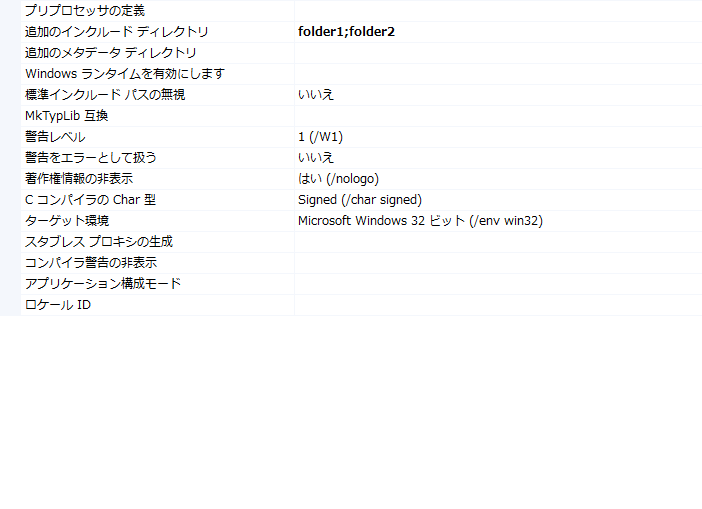 プリプロセッサの定義
追加のインクルード ディレクトリ folder1;folder2
追加のメタデータ ディレクトリ
Windows ランタイムを有効にします
標準インクルード パスの無視 いいえ
MkTypLib 互換
警告レベル 1 (/W1)
警告をエラーとして扱う いいえ
著作権情報の非表示 はい (/nologo)
C コンパイラの Char 型 Signed (/char signed)
ターゲット環境 Microsoft Windows 32 ビット (/env win32)
スタブレス プロキシの生成
コンパイラ警告の非表示
アプリケーション構成モード
ロケール ID